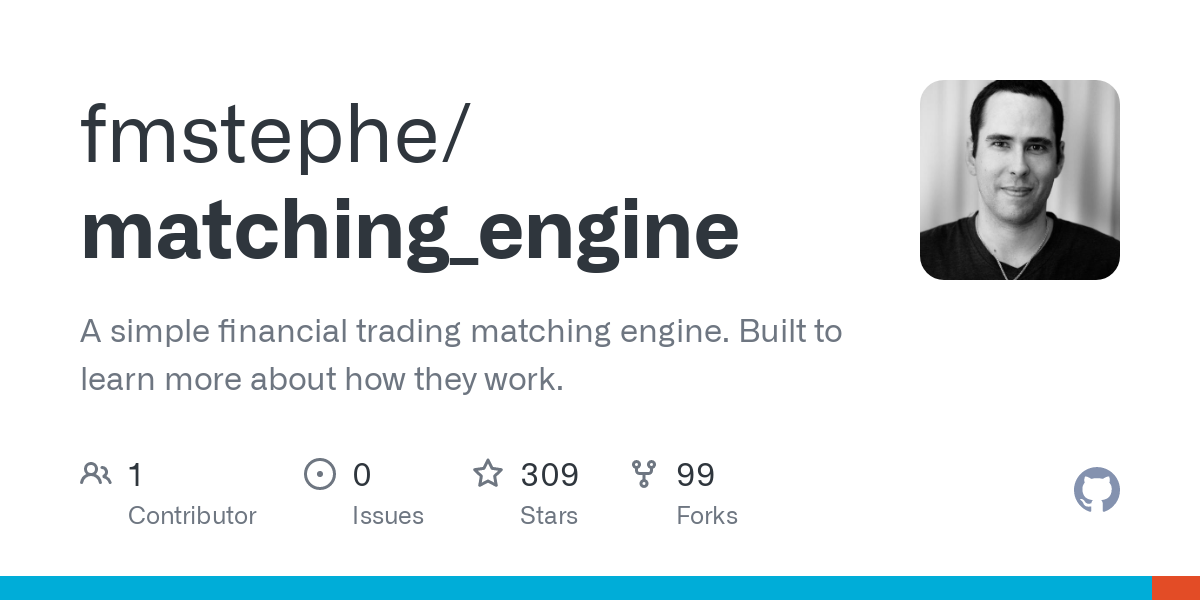 fmstephe/
matching_engine
A simple financial trading matching engine. Built to
learn more about how they work.
1 0 309 99
Contributor Issues Stars Forks